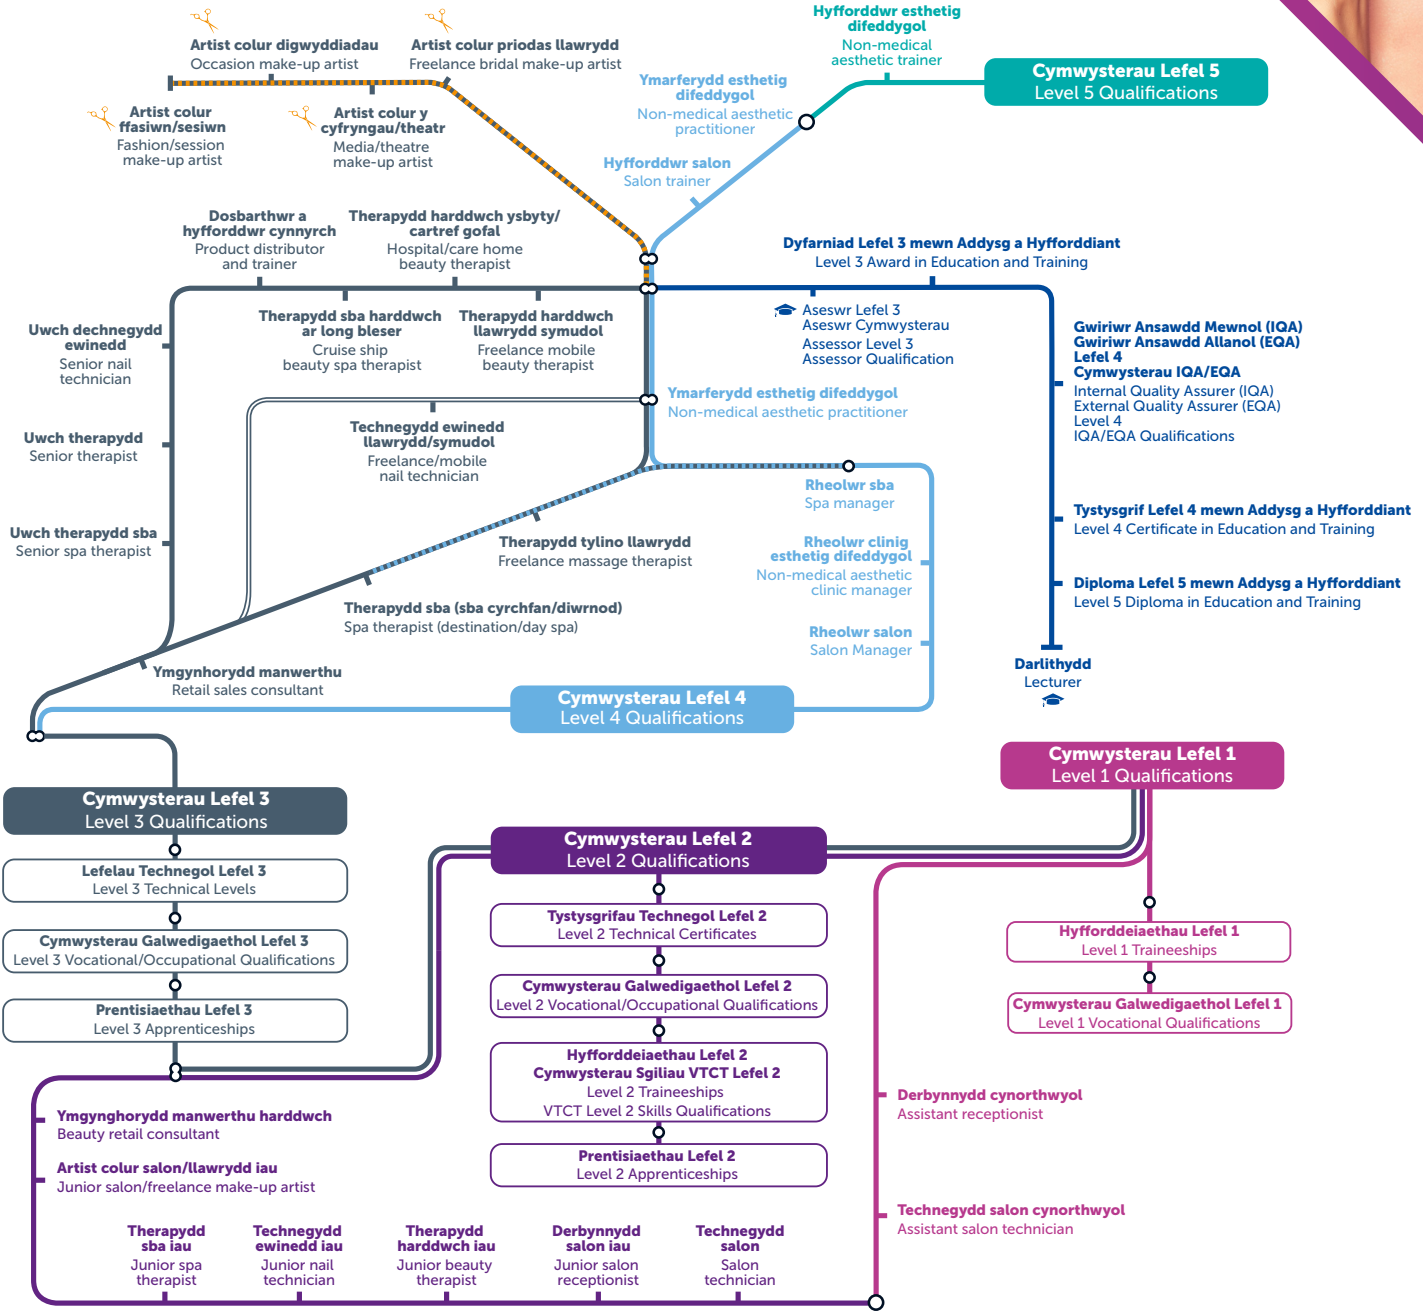 Hyfforddwr esthetig
difeddygol
Non-medical
aesthetic trainer
Artist colur digwyddiadau
Occasion make-up artist
Artist colur priodas llawrydd
Freelance bridal make-up artist
Cymwysterau Lefel 5
Level 5 Qualifications
Ymarferydd esthetig
difeddygol
Non-medical aesthetic
practitioner
Artist colur
ffasiwn/sesiwn
Fashion/session
make-up artist
Artist colur y
cyfryngau/theatr
Media/theatre
make-up artist
Hyfforddwr salon
Salon trainer
Dosbarthwr a
hyfforddwr cynnyrch
Product distributor
and trainer
Therapydd harddwch ysbyty/
cartref gofal
Hospital/care home
beauty therapist
Dyfarniad Lefel 3 mewn Addysg a Hyfforddiant
Level 3 Award in Education and Training
Uwch dechnegydd
ewinedd
Senior nail
technician
Therapydd sba harddwch
ar long bleser
Cruise ship
beauty spa therapist
Therapydd harddwch
llawrydd symudol
Freelance mobile
beauty therapist
Aseswr Lefel 3
Aseswr Cymwysterau
Assessor Level 3
Assessor Qualification
Gwiriwr Ansawdd Mewnol (IQA)
Gwiriwr Ansawdd Allanol (EQA)
Lefel 4
Cymwysterau IQA/EQA
Internal Quality Assurer (IQA)
External Quality Assurer (EQA)
Level 4
IQA/EQA Qualifications
Ymarferydd esthetig difeddygol
Non-medical aesthetic practitioner
Uwch therapydd
Senior therapist
Technegydd ewinedd
llawrydd/symudol
Freelance/mobile
nail technician
Rheolwr sba
Spa manager
Tystysgrif Lefel 4 mewn Addysg a Hyfforddiant
Level 4 Certificate in Education and Training
Uwch therapydd sba
Senior spa therapist
Therapydd tylino llawrydd
Freelance massage therapist
Rheolwr clinig
esthetig difeddygol
Non-medical aesthetic
clinic manager
Diploma Lefel 5 mewn Addysg a Hyfforddiant
Level 5 Diploma in Education and Training
Therapydd sba (sba cyrchfan/diwrnod)
Spa therapist (destination/day spa)
Rheolwr salon
Salon Manager
Darlithydd
Lecturer
Ymgynhorydd manwerthu
Retail sales consultant
Cymwysterau Lefel 4
Level 4 Qualifications
Cymwysterau Lefel 1
Level 1 Qualifications
Cymwysterau Lefel 3
Level 3 Qualifications
Cymwysterau Lefel 2
Level 2 Qualifications
Lefelau Technegol Lefel 3
Level 3 Technical Levels
Cymwysterau Galwedigaethol Lefel 3
Level 3 Vocational/Occupational Qualifications
Prentisiaethau Lefel 3
Level 3 Apprenticeships
Tystysgrifau Technegol Lefel 2
Level 2 Technical Certificates
Cymwysterau Galwedigaethol Lefel 2
Level 2 Vocational/Occupational Qualifications
Hyfforddeiaethau Lefel 2
Cymwysterau Sgiliau VTCT Lefel 2
Level 2 Traineeships
VTCT Level 2 Skills Qualifications
Prentisiaethau Lefel 2
Level 2 Apprenticeships
Hyfforddeiaethau Lefel 1
Level 1 Traineeships
Cymwysterau Galwedigaethol Lefel 1
Level 1 Vocational Qualifications
Derbynnydd cynorthwyol
Assistant receptionist
Technegydd salon cynorthwyol
Assistant salon technician
Ymgynghorydd manwerthu harddwch
Beauty retail consultant
Artist colur salon/llawrydd iau
Junior salon/freelance make-up artist
Therapydd
sba iau
Junior spa
therapist
Technegydd
ewinedd iau
Junior nail
technician
Therapydd
harddwch iau
Junior beauty
therapist
Derbynnydd
salon iau
Junior salon
receptionist
Technegydd
salon
Salon
technician